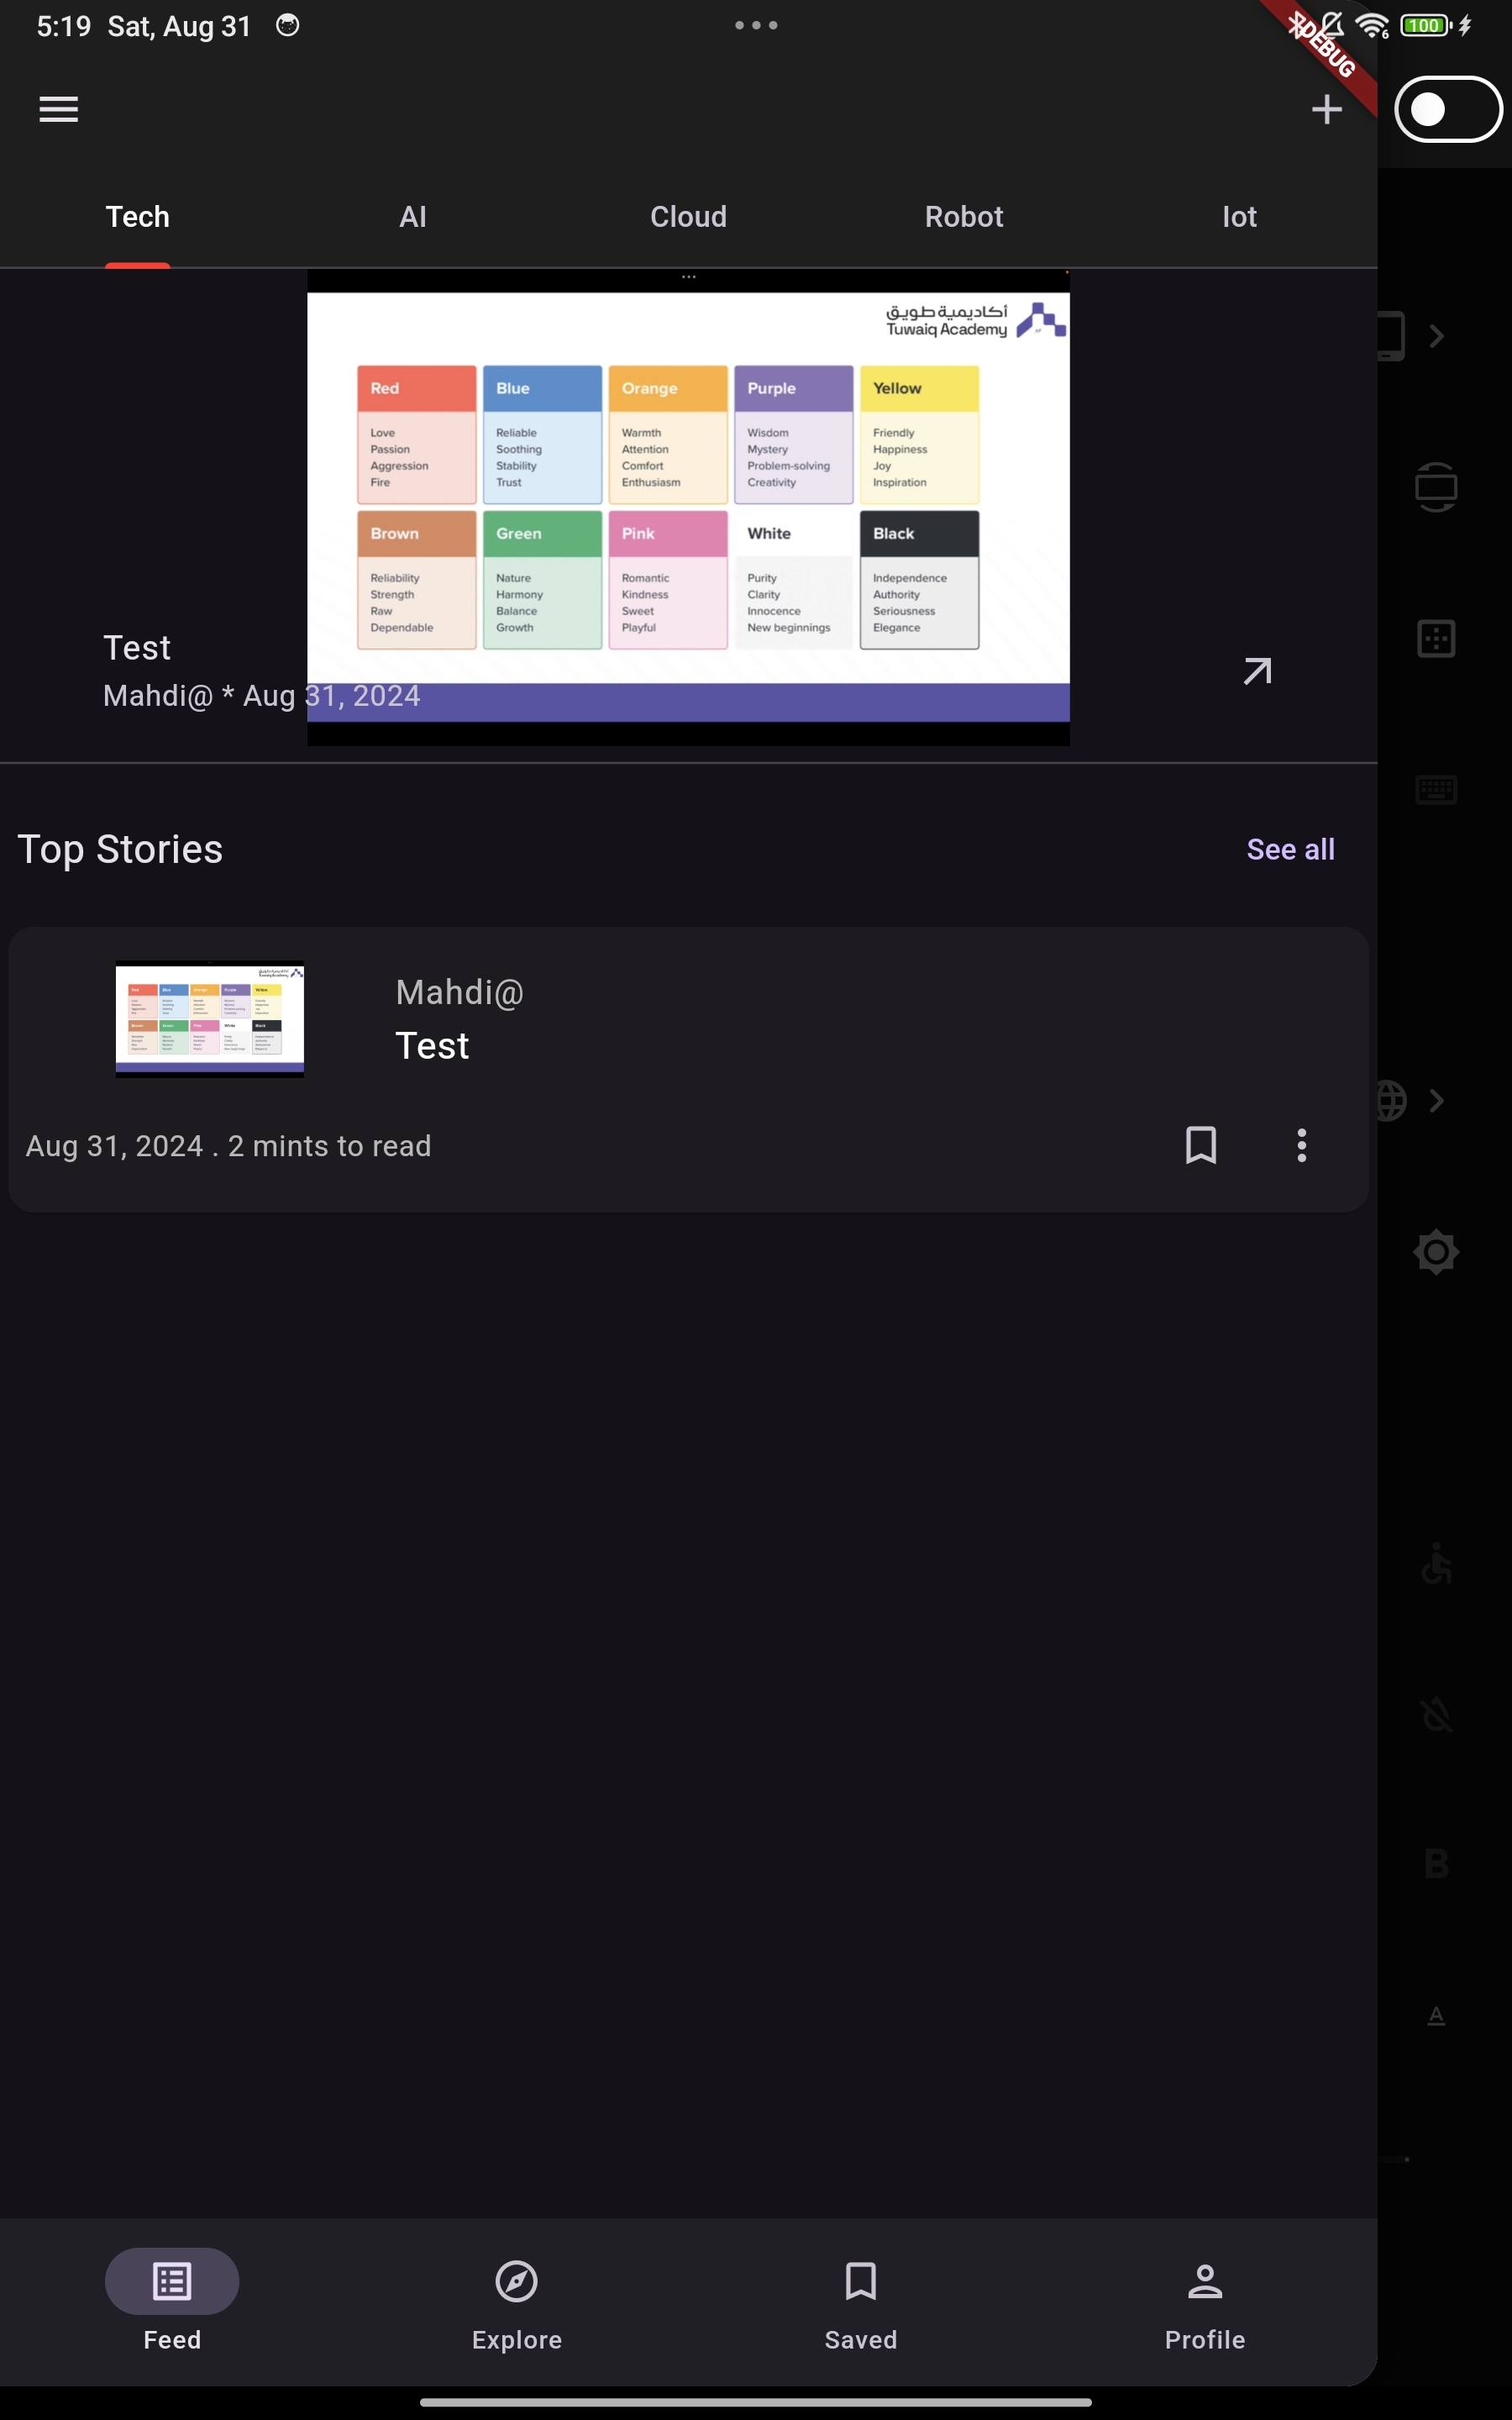 5:19 Sat, Aug 31
100
DEBUG
Tech AI Cloud Robot Iot
أكاديمية طويق
Tuwaiq Academy
Red Blue Orange Purple Yellow
Love Reliable Warmth Wisdom Friendly
Passion Soothing Attention Mystery Happiness
Aggression Stability Comfort Problem-solving Joy
Fire Trust Enthusiasm Creativity Inspiration
Brown Green Pink White Black
Reliability Nature Romantic Purity Independence
Strength Harmony Kindness Clarity Authority
Raw Balance Sweet Innocence Seriousness
Dependable Growth Playful New beginnings Elegance
Test
Mahdi@ * Aug 31, 2024
Top Stories See all
Mahdi@
Test
Aug 31, 2024 . 2 mints to read
Feed Explore Saved Profile